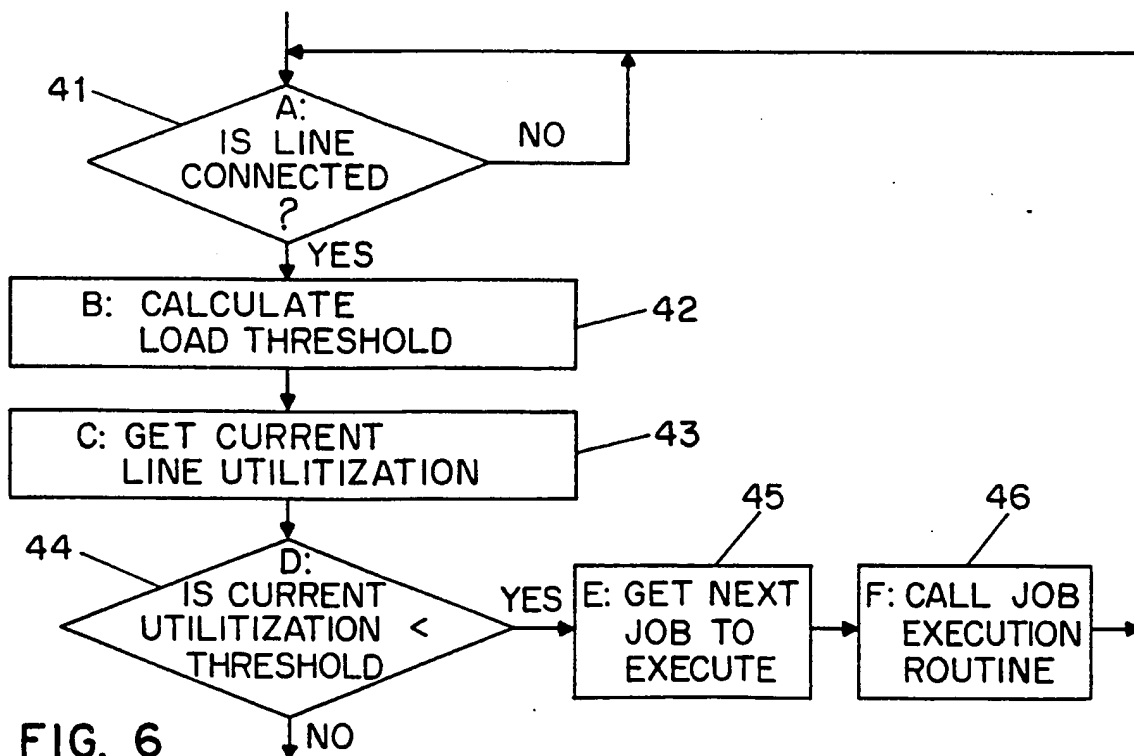 41
A:
IS LINE
CONNECTED
?
NO
YES
B: CALCULATE
LOAD THRESHOLD
42
C: GET CURRENT
LINE UTILITIZATION
43
44
D:
IS CURRENT
UTILITIZATION <
THRESHOLD
YES
45
E: GET NEXT
JOB TO
EXECUTE
46
F: CALL JOB
EXECUTION
ROUTINE
NO
FIG. 6